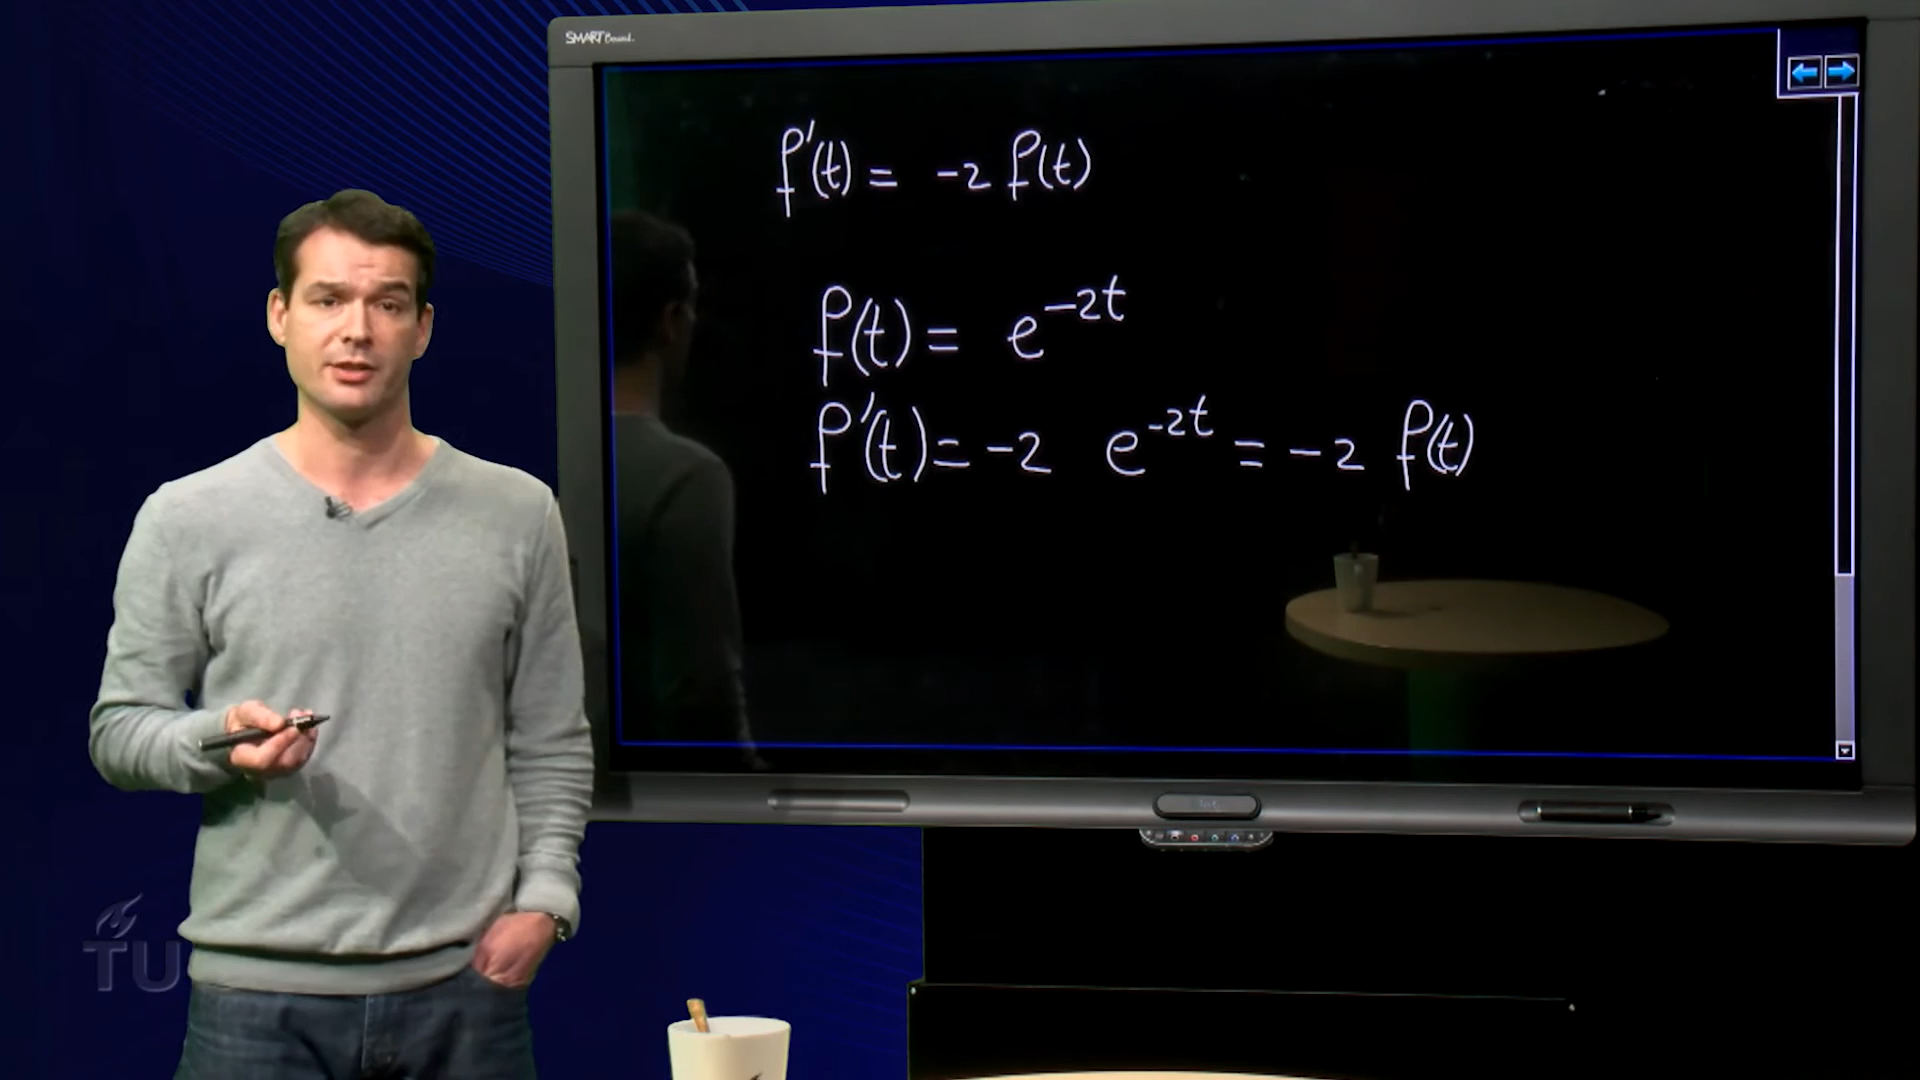 SMART Board
f'(t) = -2 f(t)
f(t) = e^{-2t}
f'(t) = -2 e^{-2t} = -2 f(t)
TU